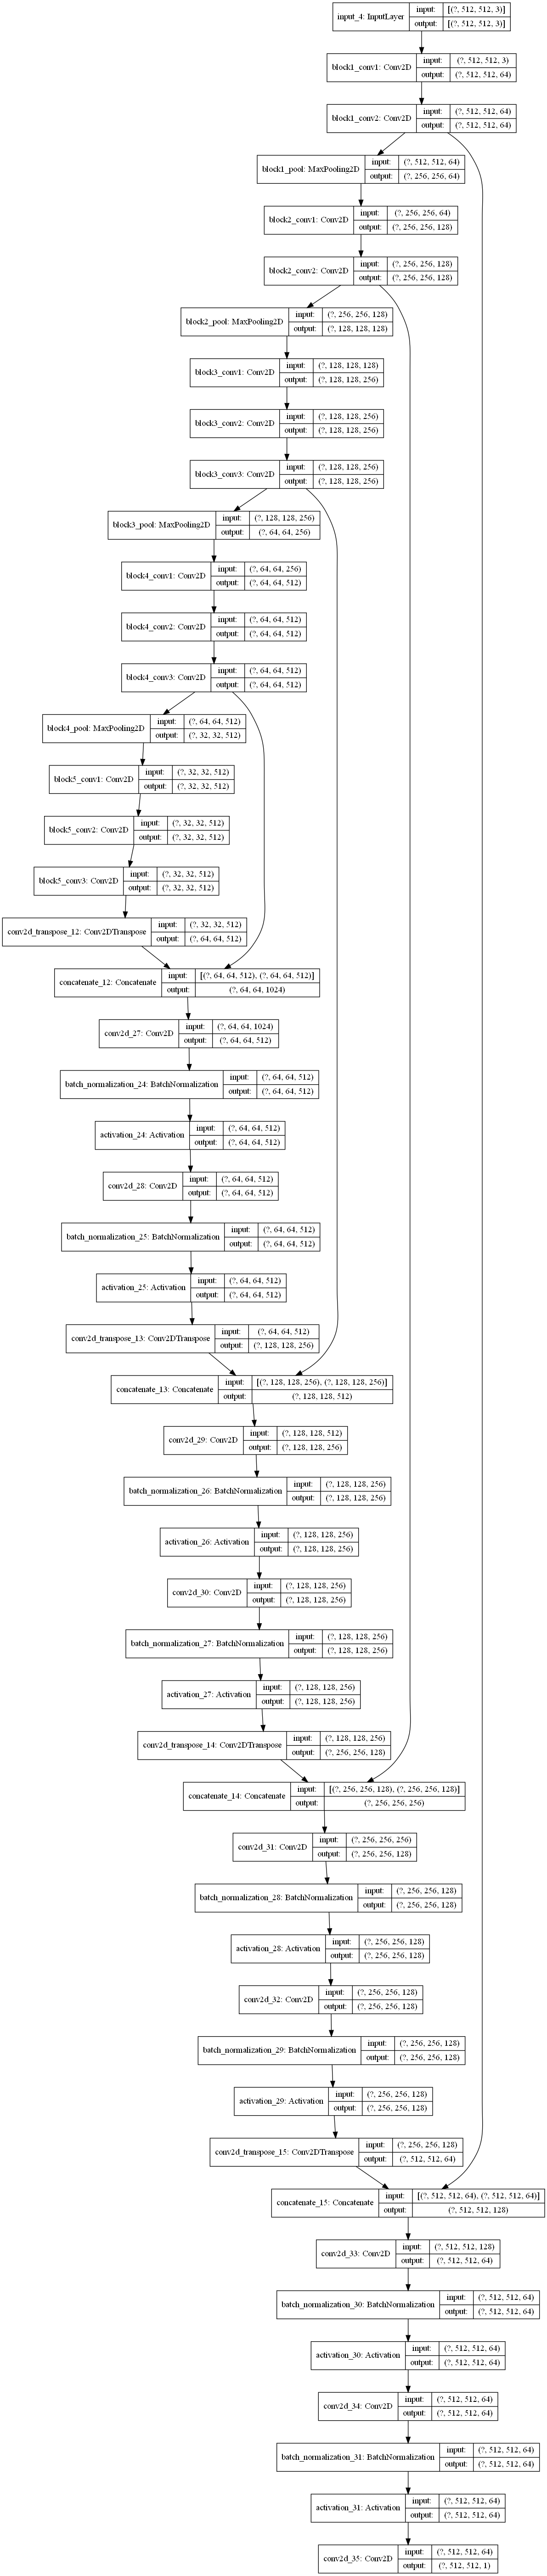 input_4: InputLayer
input: [(?, 512, 512, 3)]
output: [(?, 512, 512, 3)]
block1_conv1: Conv2D
input: (?, 512, 512, 3)
output: (?, 512, 512, 64)
block1_conv2: Conv2D
input: (?, 512, 512, 64)
output: (?, 512, 512, 64)
block1_pool: MaxPooling2D
input: (?, 512, 512, 64)
output: (?, 256, 256, 64)
block2_conv1: Conv2D
input: (?, 256, 256, 64)
output: (?, 256, 256, 128)
block2_conv2: Conv2D
input: (?, 256, 256, 128)
output: (?, 256, 256, 128)
block2_pool: MaxPooling2D
input: (?, 256, 256, 128)
output: (?, 128, 128, 128)
block3_conv1: Conv2D
input: (?, 128, 128, 128)
output: (?, 128, 128, 256)
block3_conv2: Conv2D
input: (?, 128, 128, 256)
output: (?, 128, 128, 256)
block3_conv3: Conv2D
input: (?, 128, 128, 256)
output: (?, 128, 128, 256)
block3_pool: MaxPooling2D
input: (?, 128, 128, 256)
output: (?, 64, 64, 256)
block4_conv1: Conv2D
input: (?, 64, 64, 256)
output: (?, 64, 64, 512)
block4_conv2: Conv2D
input: (?, 64, 64, 512)
output: (?, 64, 64, 512)
block4_conv3: Conv2D
input: (?, 64, 64, 512)
output: (?, 64, 64, 512)
block4_pool: MaxPooling2D
input: (?, 64, 64, 512)
output: (?, 32, 32, 512)
block5_conv1: Conv2D
input: (?, 32, 32, 512)
output: (?, 32, 32, 512)
block5_conv2: Conv2D
input: (?, 32, 32, 512)
output: (?, 32, 32, 512)
block5_conv3: Conv2D
input: (?, 32, 32, 512)
output: (?, 32, 32, 512)
conv2d_transpose_12: Conv2DTranspose
input: (?, 32, 32, 512)
output: (?, 64, 64, 512)
concatenate_12: Concatenate
input: [(?, 64, 64, 512), (?, 64, 64, 512)]
output: (?, 64, 64, 1024)
conv2d_27: Conv2D
input: (?, 64, 64, 1024)
output: (?, 64, 64, 512)
batch_normalization_24: BatchNormalization
input: (?, 64, 64, 512)
output: (?, 64, 64, 512)
activation_24: Activation
input: (?, 64, 64, 512)
output: (?, 64, 64, 512)
conv2d_28: Conv2D
input: (?, 64, 64, 512)
output: (?, 64, 64, 512)
batch_normalization_25: BatchNormalization
input: (?, 64, 64, 512)
output: (?, 64, 64, 512)
activation_25: Activation
input: (?, 64, 64, 512)
output: (?, 64, 64, 512)
conv2d_transpose_13: Conv2DTranspose
input: (?, 64, 64, 512)
output: (?, 128, 128, 256)
concatenate_13: Concatenate
input: [(?, 128, 128, 256), (?, 128, 128, 256)]
output: (?, 128, 128, 512)
conv2d_29: Conv2D
input: (?, 128, 128, 512)
output: (?, 128, 128, 256)
batch_normalization_26: BatchNormalization
input: (?, 128, 128, 256)
output: (?, 128, 128, 256)
activation_26: Activation
input: (?, 128, 128, 256)
output: (?, 128, 128, 256)
conv2d_30: Conv2D
input: (?, 128, 128, 256)
output: (?, 128, 128, 256)
batch_normalization_27: BatchNormalization
input: (?, 128, 128, 256)
output: (?, 128, 128, 256)
activation_27: Activation
input: (?, 128, 128, 256)
output: (?, 128, 128, 256)
conv2d_transpose_14: Conv2DTranspose
input: (?, 128, 128, 256)
output: (?, 256, 256, 128)
concatenate_14: Concatenate
input: [(?, 256, 256, 128), (?, 256, 256, 128)]
output: (?, 256, 256, 256)
conv2d_31: Conv2D
input: (?, 256, 256, 256)
output: (?, 256, 256, 128)
batch_normalization_28: BatchNormalization
input: (?, 256, 256, 128)
output: (?, 256, 256, 128)
activation_28: Activation
input: (?, 256, 256, 128)
output: (?, 256, 256, 128)
conv2d_32: Conv2D
input: (?, 256, 256, 128)
output: (?, 256, 256, 128)
batch_normalization_29: BatchNormalization
input: (?, 256, 256, 128)
output: (?, 256, 256, 128)
activation_29: Activation
input: (?, 256, 256, 128)
output: (?, 256, 256, 128)
conv2d_transpose_15: Conv2DTranspose
input: (?, 256, 256, 128)
output: (?, 512, 512, 64)
concatenate_15: Concatenate
input: [(?, 512, 512, 64), (?, 512, 512, 64)]
output: (?, 512, 512, 128)
conv2d_33: Conv2D
input: (?, 512, 512, 128)
output: (?, 512, 512, 64)
batch_normalization_30: BatchNormalization
input: (?, 512, 512, 64)
output: (?, 512, 512, 64)
activation_30: Activation
input: (?, 512, 512, 64)
output: (?, 512, 512, 64)
conv2d_34: Conv2D
input: (?, 512, 512, 64)
output: (?, 512, 512, 64)
batch_normalization_31: BatchNormalization
input: (?, 512, 512, 64)
output: (?, 512, 512, 64)
activation_31: Activation
input: (?, 512, 512, 64)
output: (?, 512, 512, 64)
conv2d_35: Conv2D
input: (?, 512, 512, 64)
output: (?, 512, 512, 1)